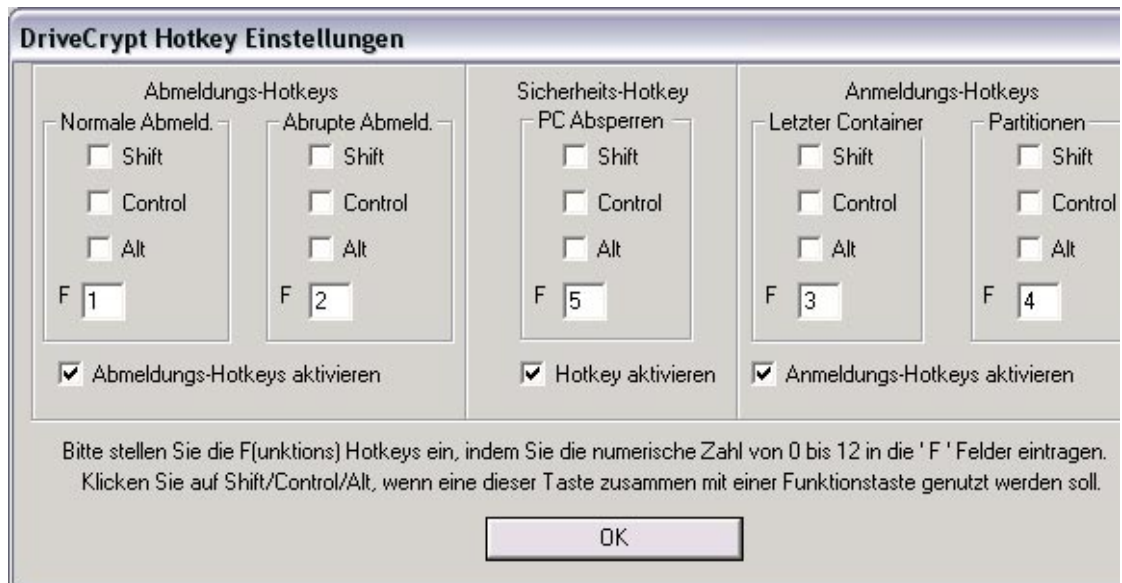 DriveCrypt Hotkey Einstellungen
Abmeldungs-Hotkeys
Normale Abmeld.
Shift
Control
Alt
F 1
Abrupte Abmeld.
Shift
Control
Alt
F 2
Abmeldungs-Hotkeys aktivieren
Sicherheits-Hotkey
PC Absperren
Shift
Control
Alt
F 5
Hotkey aktivieren
Anmeldungs-Hotkeys
Letzter Container
Shift
Control
Alt
F 3
Partitionen
Shift
Control
Alt
F 4
Anmeldungs-Hotkeys aktivieren
Bitte stellen Sie die F(unktions) Hotkeys ein, indem Sie die numerische Zahl von 0 bis 12 in die ' F ' Felder eintragen.
Klicken Sie auf Shift/Control/Alt, wenn eine dieser Taste zusammen mit einer Funktionstaste genutzt werden soll.
OK